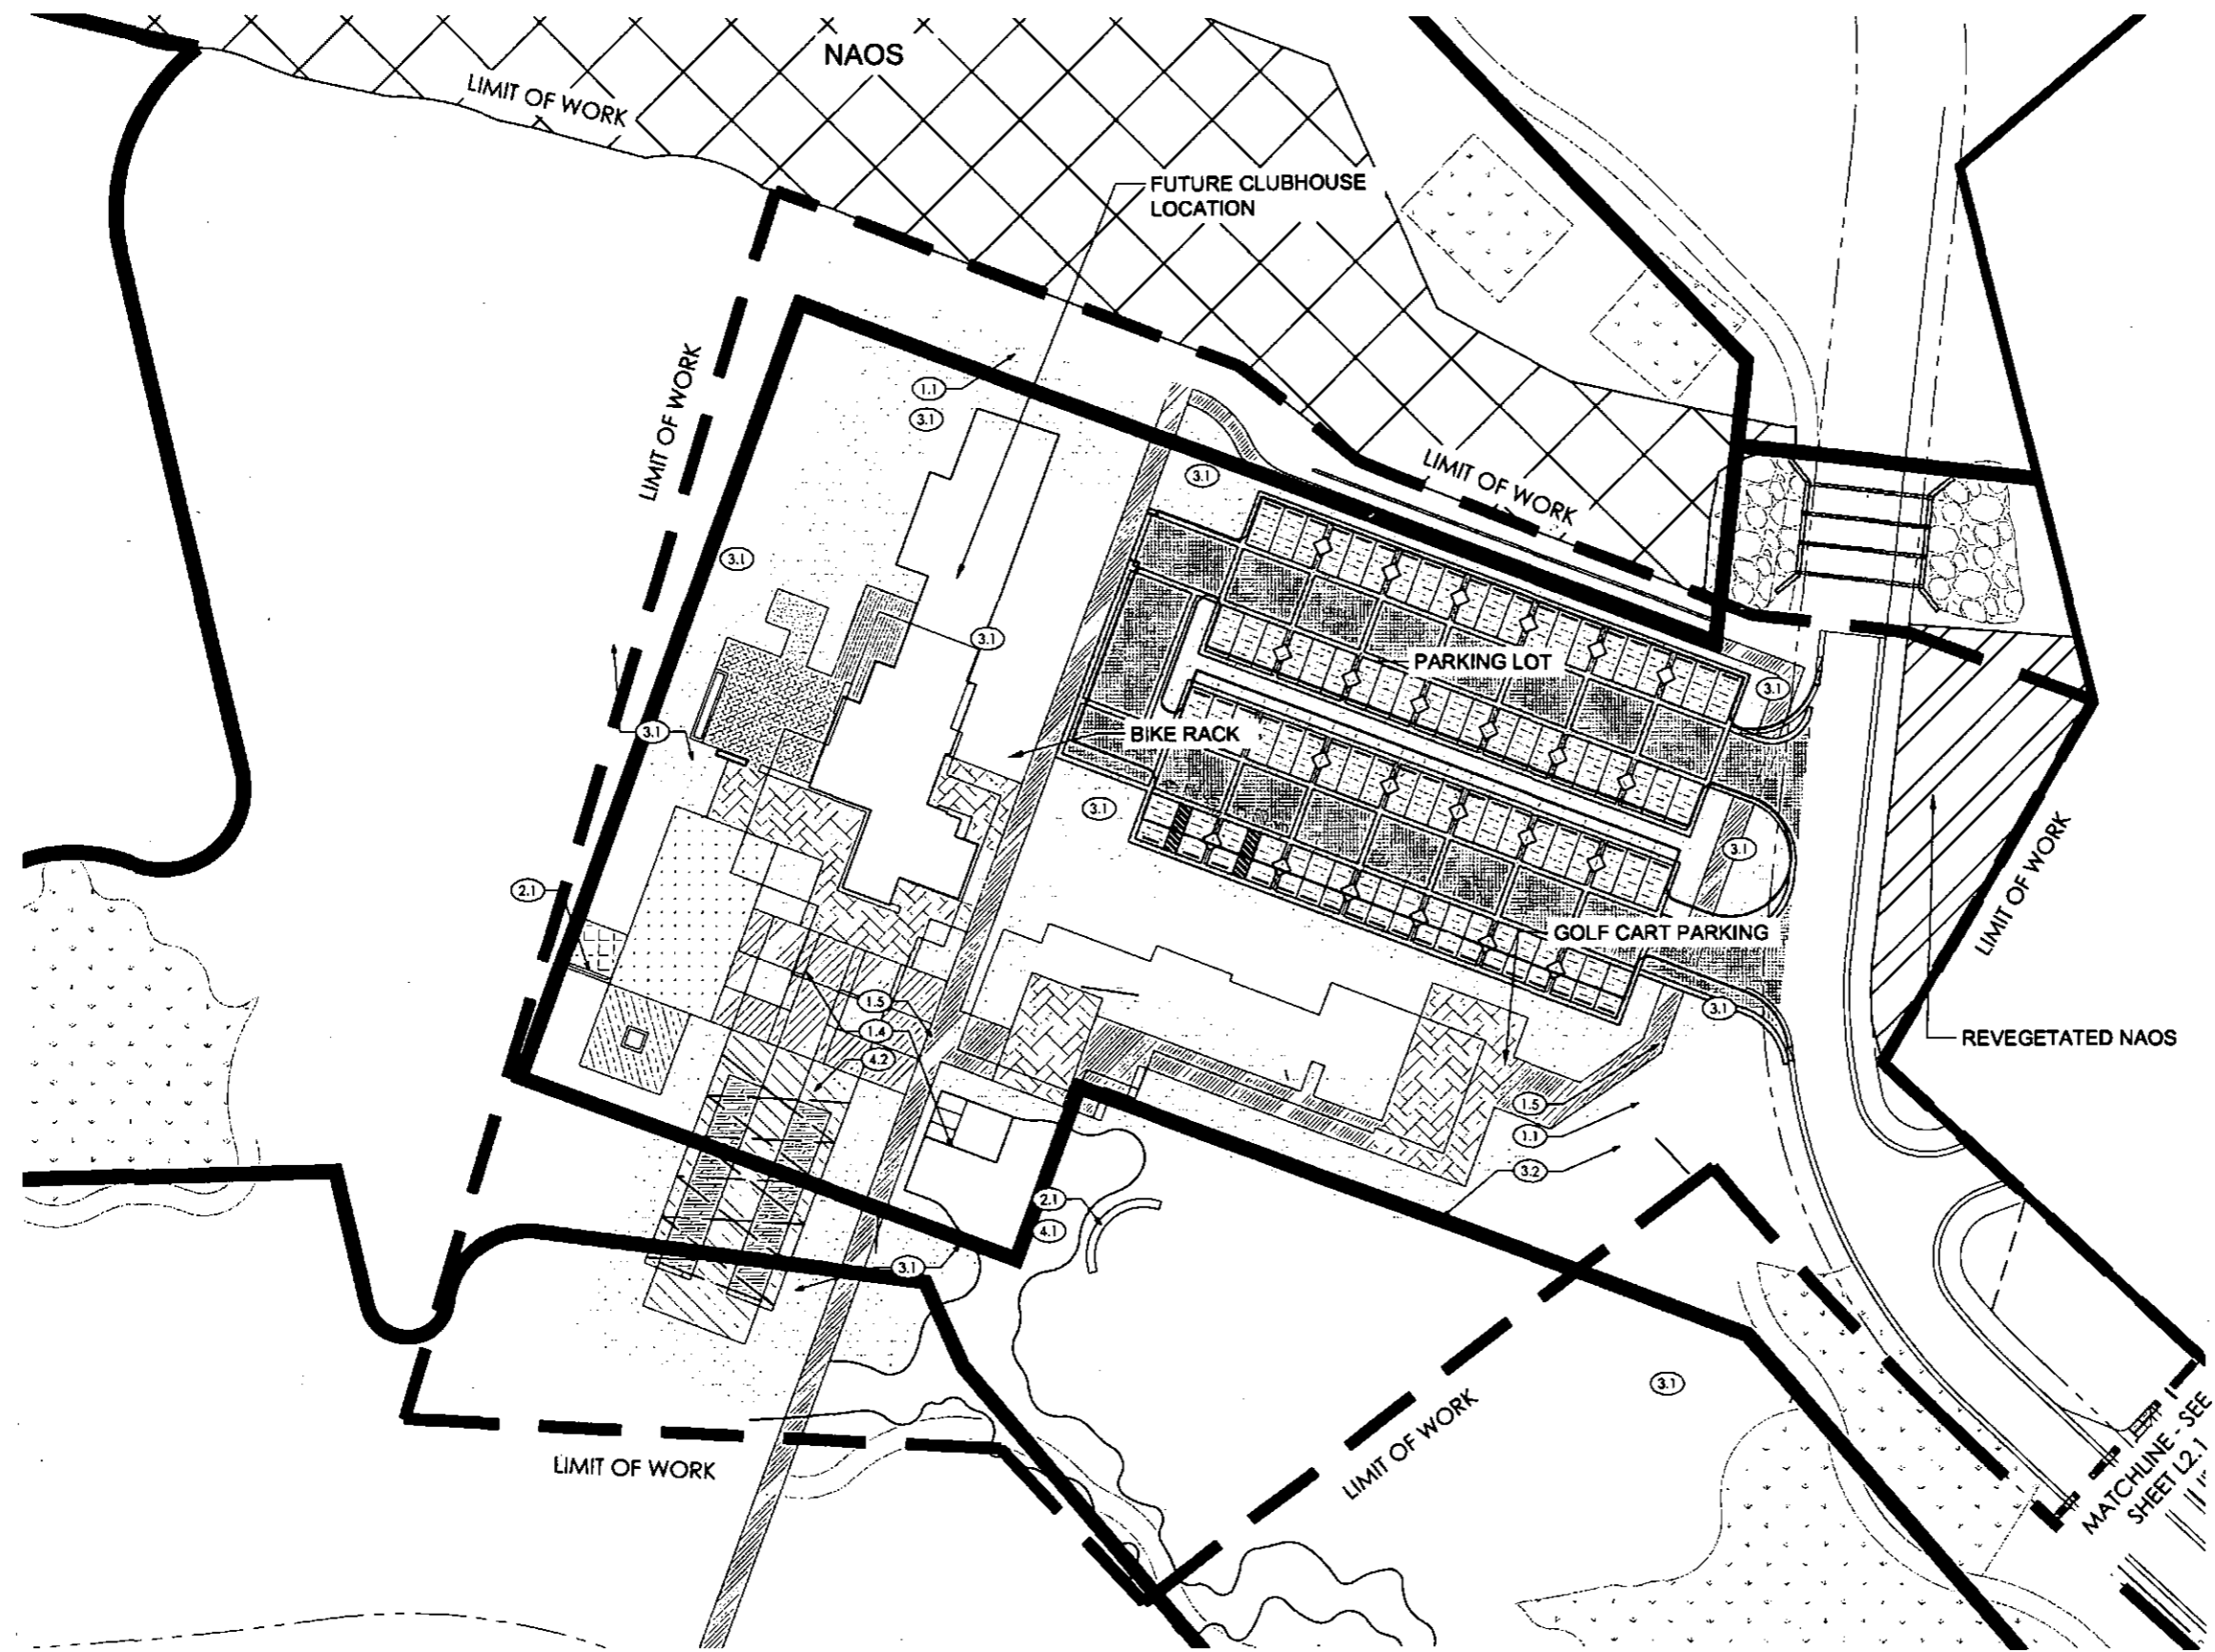 NAOS
LIMIT OF WORK
FUTURE CLUBHOUSE
LOCATION
LIMIT OF WORK
1.1
3.1
LIMIT OF WORK
3.1
3.1
3.1
PARKING LOT
3.1
3.1
BIKE RACK
3.1
3.1
LIMIT OF WORK
2.1
GOLF CART PARKING
1.5
3.1
1.4
REVEGETATED NAOS
4.2
1.5
1.1
3.2
2.1
4.1
3.1
3.1
LIMIT OF WORK
LIMIT OF WORK
MATCHLINE - SEE
SHEET L2.1